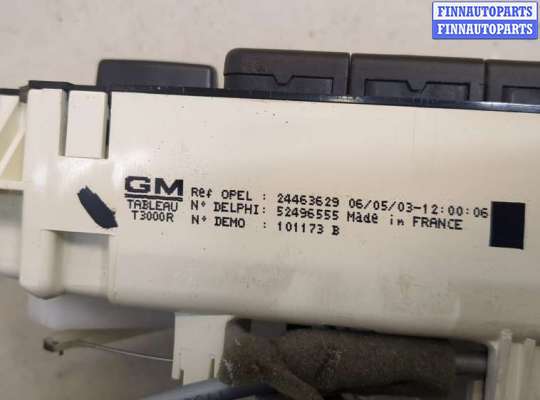 FINNAUTOPARTS
FINNAUTOPARTS
GM
TABLEAU
T3000R
Ref OPEL : 24463629 06/05/03-12:00:06
N° DELPHI: 52496555 Made in FRANCE
N° DEMO : 101173 B